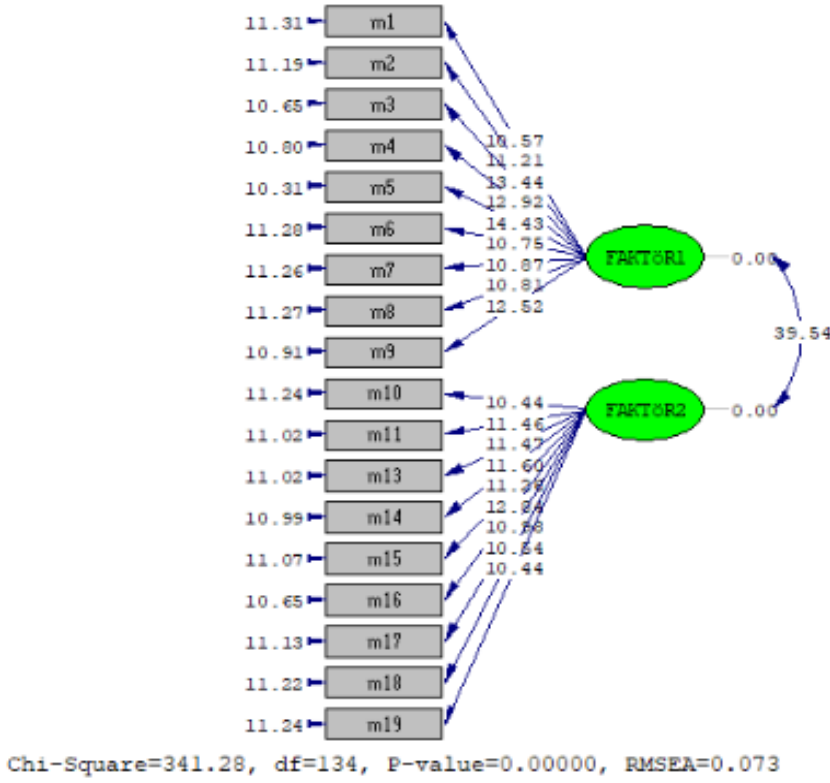 11.31 m1
11.19 m2
10.65 m3
10.80 m4
10.31 m5
11.28 m6
11.26 m7
11.27 m8
10.91 m9
11.24 m10
11.02 m11
11.02 m13
10.99 m14
11.07 m15
10.65 m16
11.13 m17
11.22 m18
11.24 m19
10.57
11.21
13.44
12.92
14.43
10.75
10.87
10.81
12.52
10.44
11.46
11.47
11.60
10.54
10.44
FAKTÖR1 0.00
39.54
FAKTÖR2 0.00
Chi-Square=341.28, df=134, P-value=0.00000, RMSEA=0.073